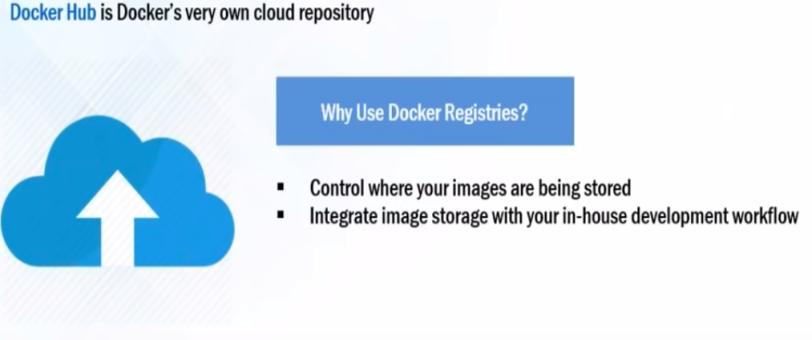 Docker Hub is Docker's very own cloud repository
Why Use Docker Registries?
▪ Control where your images are being stored
▪ Integrate image storage with your in-house development workflow